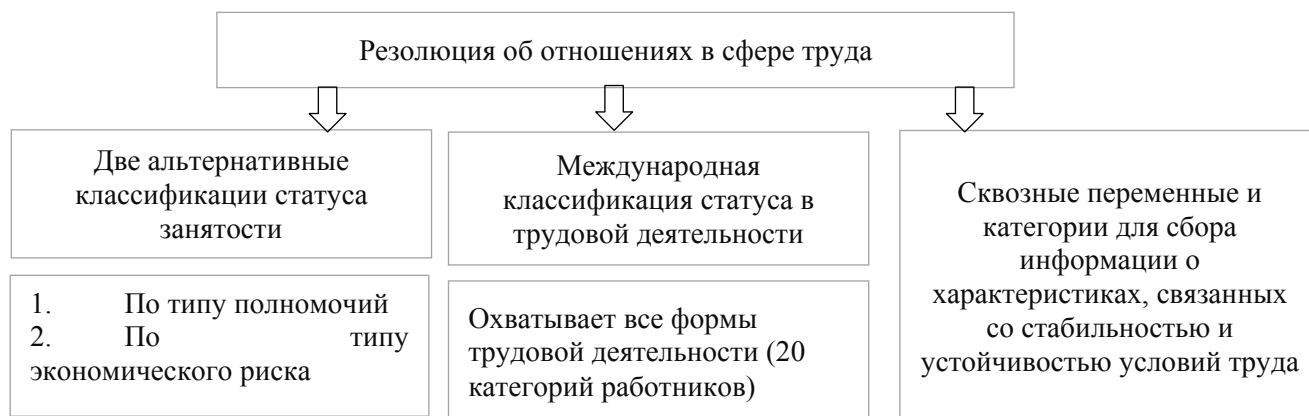 Резолюция об отношениях в сфере труда
Две альтернативные
классификации статуса
занятости
1. По типу полномочий
2. По типу
экономического риска
Международная
классификация статуса в
трудовой деятельности
Охватывает все формы
трудовой деятельности (20
категорий работников)
Сквозные переменные и
категории для сбора
информации о
характеристиках, связанных
со стабильностью и
устойчивостью условий труда